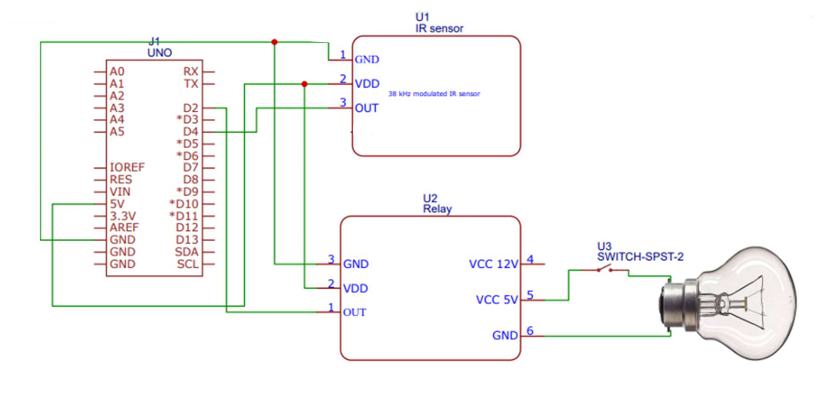 J1
UNO
A0
A1
A2
A3
A4
A5
IOREF
RES
VIN
5V
3.3V
AREF
GND
GND
GND
RX
TX
D2
*D3
D4
*D5
*D6
D7
D8
*D9
*D10
*D11
D12
D13
SDA
SCL
U1
IR sensor
1 GND
2 VDD
3 OUT
38 kHz modulated IR sensor
U2
Relay
3 GND
2 VDD
1 OUT
VCC 12V 4
VCC 5V 5
GND 6
U3
SWITCH-SPST-2